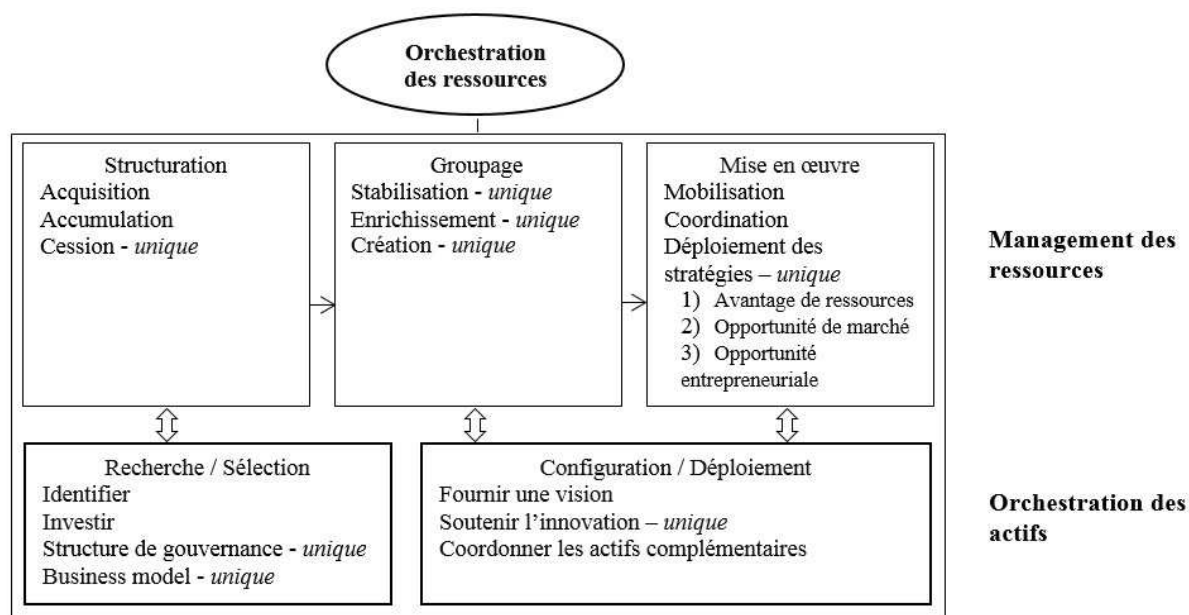 Orchestration
des ressources
Structuration
Acquisition
Accumulation
Cession - unique
Groupage
Stabilisation - unique
Enrichissement - unique
Création - unique
Mise en œuvre
Mobilisation
Coordination
Déploiement des
stratégies – unique
1) Avantage de ressources
2) Opportunité de marché
3) Opportunité
entrepreneuriale
Management des
ressources
Recherche / Sélection
Identifier
Investir
Structure de gouvernance - unique
Business model - unique
Configuration / Déploiement
Fournir une vision
Soutenir l’innovation – unique
Coordonner les actifs complémentaires
Orchestration des
actifs